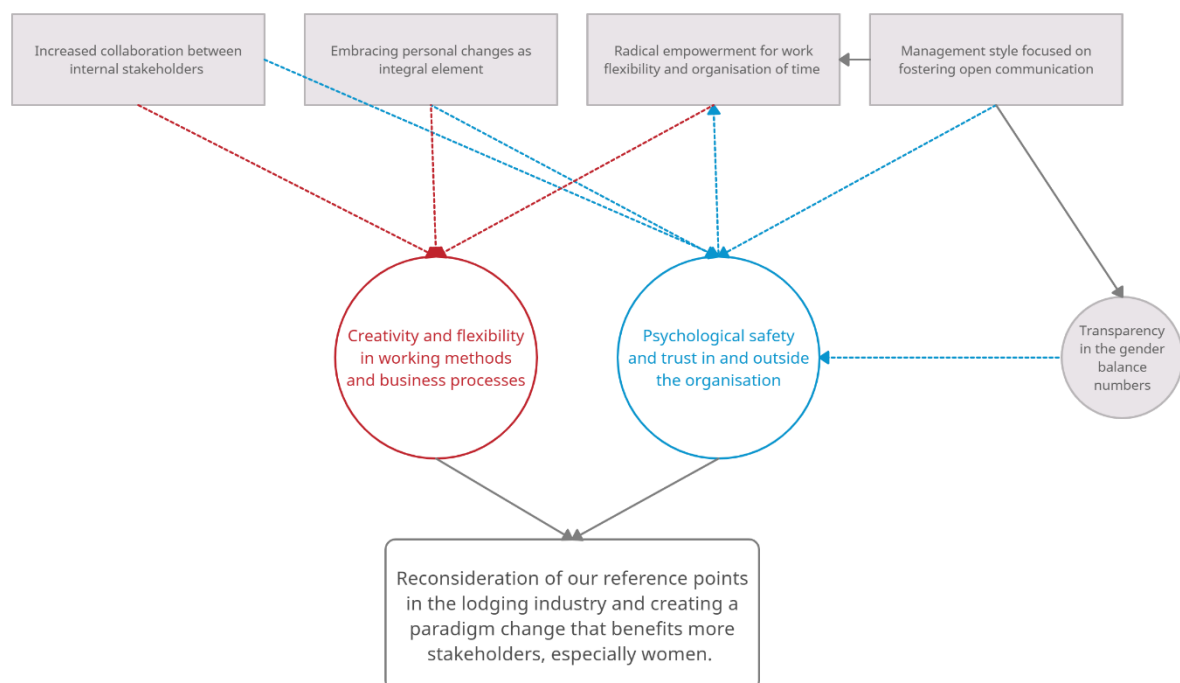 Increased collaboration between
internal stakeholders
Embracing personal changes as
integral element
Radical empowerment for work
flexibility and organisation of time
Management style focused on
fostering open communication
Creativity and flexibility
in working methods
and business processes
Psychological safety
and trust in and outside
the organisation
Transparency
in the gender
balance
numbers
Reconsideration of our reference points
in the lodging industry and creating a
paradigm change that benefits more
stakeholders, especially women.